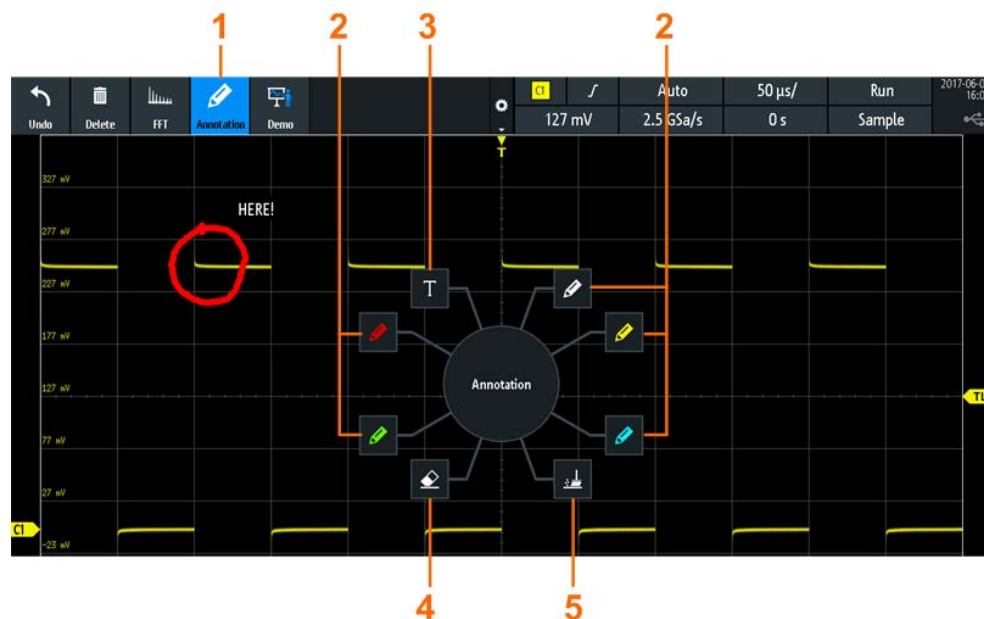 1 2 3 2
Undo Delete FFT Annotation Demo
C1 Auto 50 µs/ Run
127 mV 2.5 GSa/s 0 s Sample
T
327 mV
HERE!
277 mV
227 mV
T
177 mV
127 mV
Annotation
TL
77 mV
27 mV
C1
-23 mV
4 5